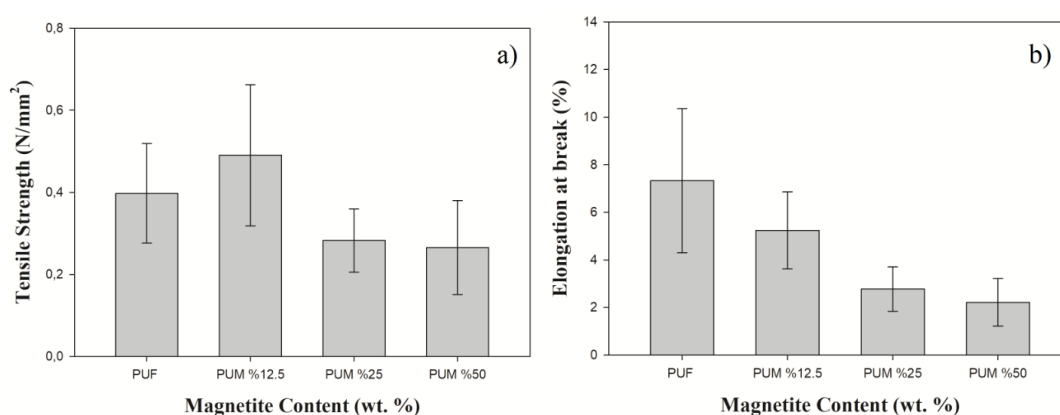 a)
Tensile Strength (N/mm²)
0,8
0,6
0,4
0,2
0,0
PUF PUM %12.5 PUM %25 PUM %50
Magnetite Content (wt. %)
b)
Elongation at break (%)
14
12
10
8
6
4
2
0
PUF PUM %12.5 PUM %25 PUM %50
Magnetite Content (wt. %)